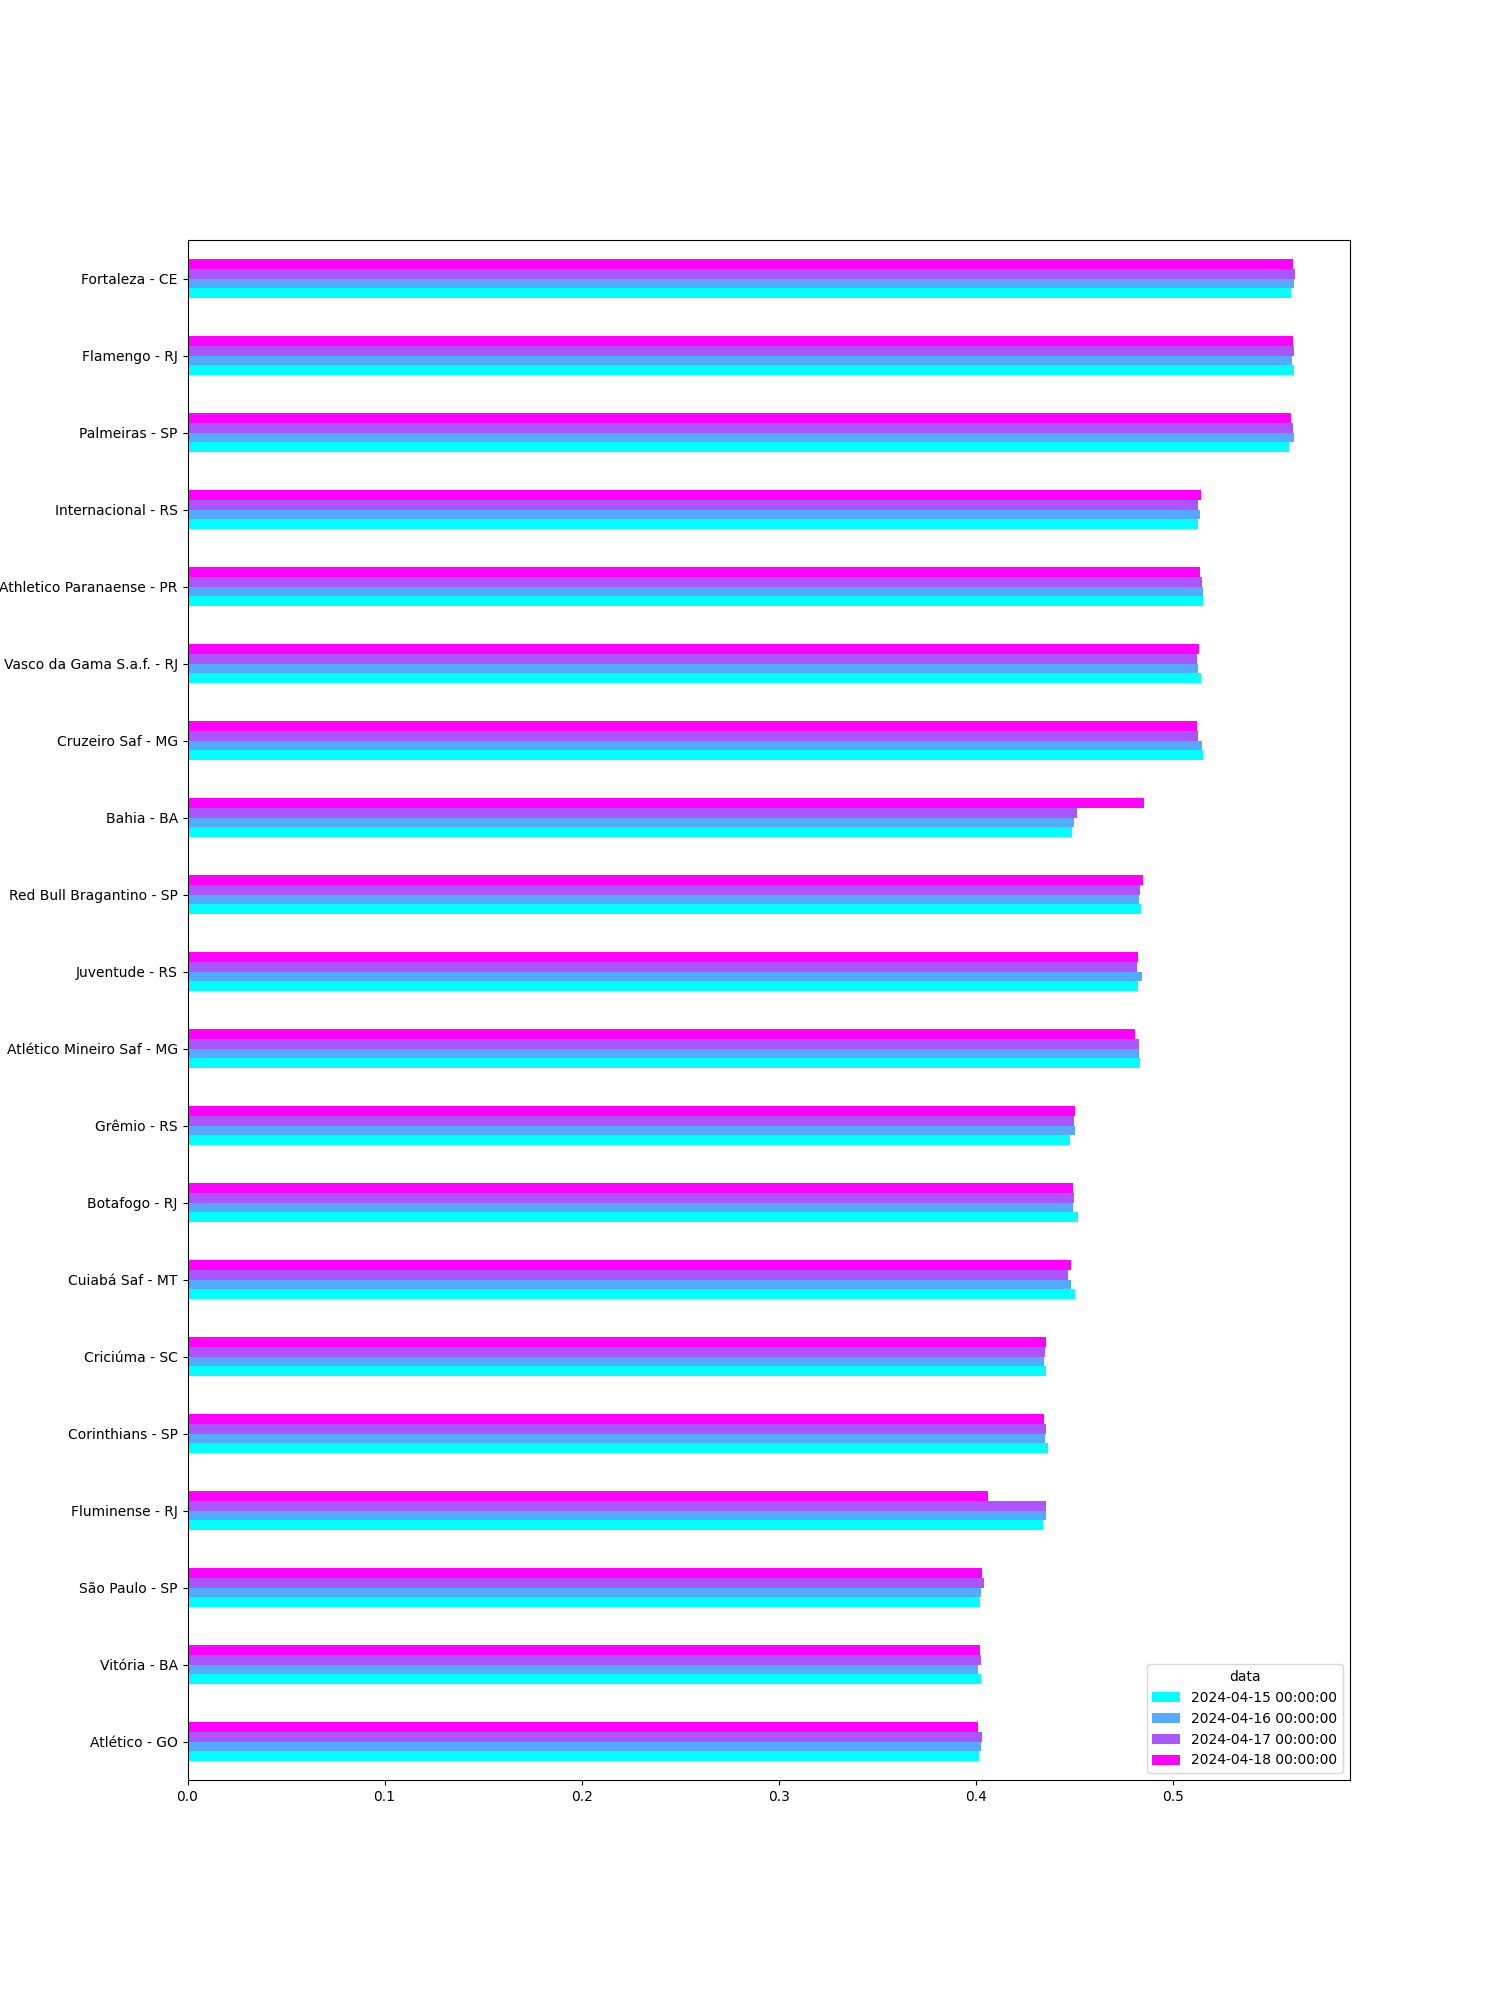 Fortaleza - CE
Flamengo - RJ
Palmeiras - SP
Internacional - RS
Athletico Paranaense - PR
Vasco da Gama S.a.f. - RJ
Cruzeiro Saf - MG
Bahia - BA
Red Bull Bragantino - SP
Juventude - RS
Atlético Mineiro Saf - MG
Grêmio - RS
Botafogo - RJ
Cuiabá Saf - MT
Criciúma - SC
Corinthians - SP
Fluminense - RJ
São Paulo - SP
Vitória - BA
Atlético - GO
data
2024-04-15 00:00:00
2024-04-16 00:00:00
2024-04-17 00:00:00
2024-04-18 00:00:00
0.0 0.1 0.2 0.3 0.4 0.5